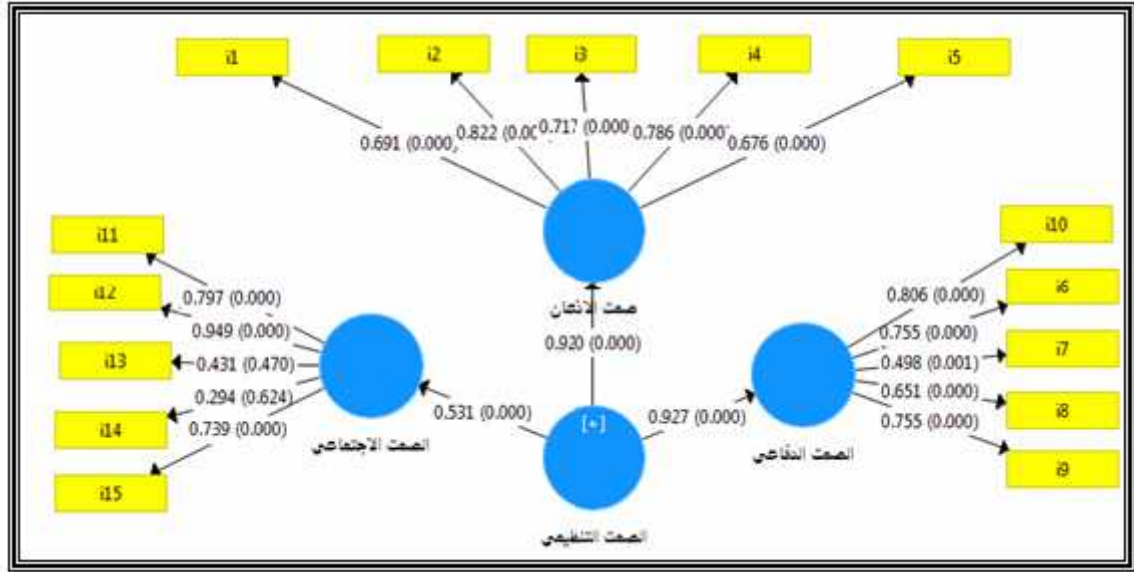 i1
i2
i3
i4
i5
0.691 (0.000)
0.822 (0.00
0.717 (0.000
0.786 (0.000)
0.676 (0.000)
i11
i12
i13
i14
i15
0.797 (0.000)
0.949 (0.000)
0.431 (0.470)
0.294 (0.624)
0.739 (0.000)
صمت الاذعان
0.920 (0.000)
i10
i6
i7
i8
i9
0.806 (0.000)
0.755 (0.000)
0.498 (0.001)
0.651 (0.000)
0.755 (0.000)
0.531 (0.000)
0.927 (0.000)
[+]
الصمت الاجتماعي
الصمت الدفاعي
الصمت التنظيمي